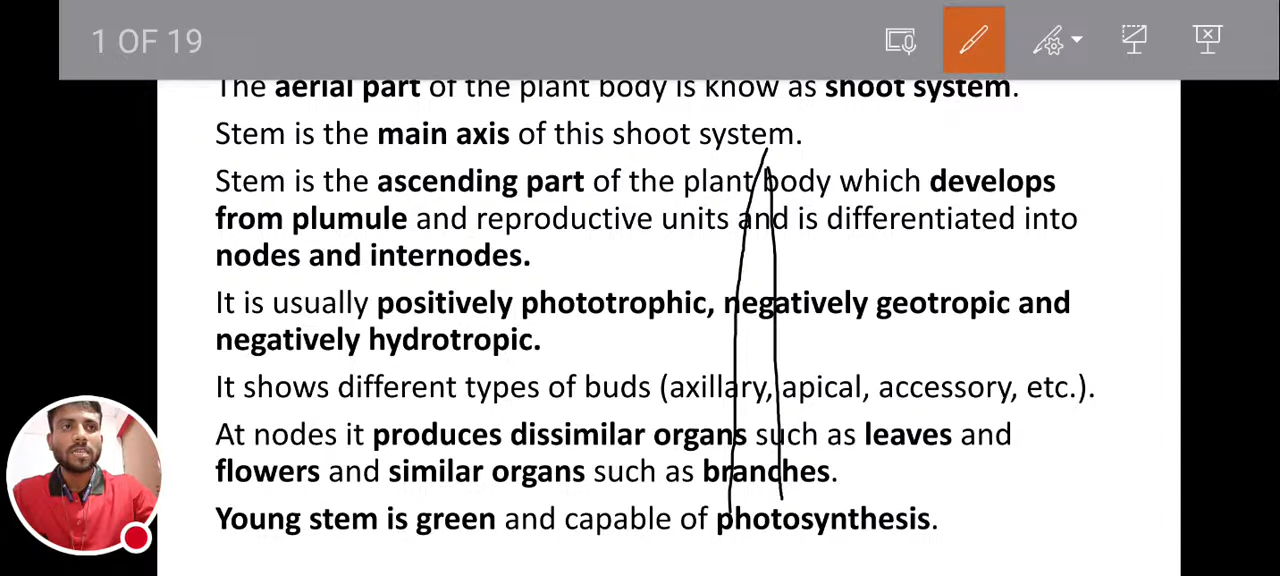 1 OF 19
The aerial part of the plant body is know as shoot system.
Stem is the main axis of this shoot system.
Stem is the ascending part of the plant body which develops
from plumule and reproductive units and is differentiated into
nodes and internodes.
It is usually positively phototrophic, negatively geotropic and
negatively hydrotropic.
It shows different types of buds (axillary, apical, accessory, etc.).
At nodes it produces dissimilar organs such as leaves and
flowers and similar organs such as branches.
Young stem is green and capable of photosynthesis.